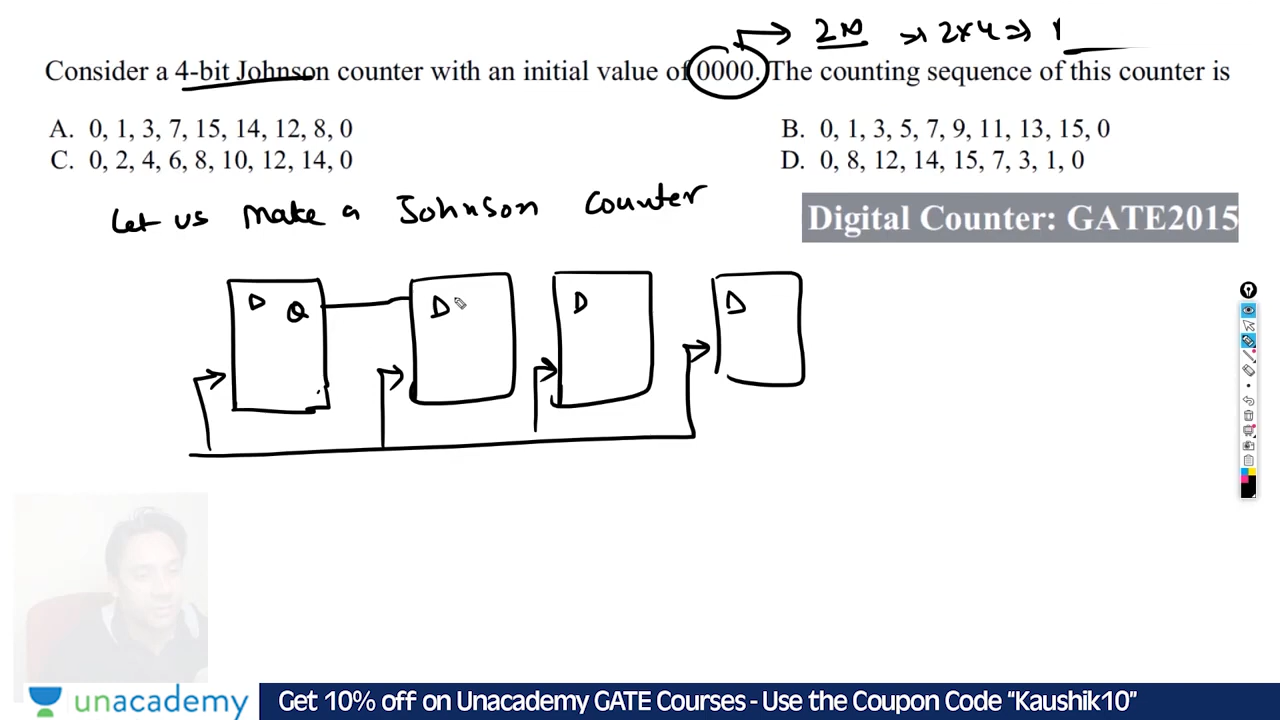 2N → 2×4 ⇒
Consider a 4-bit Johnson counter with an initial value of 0000. The counting sequence of this counter is
A. 0, 1, 3, 7, 15, 14, 12, 8, 0
B. 0, 1, 3, 5, 7, 9, 11, 13, 15, 0
C. 0, 2, 4, 6, 8, 10, 12, 14, 0
D. 0, 8, 12, 14, 15, 7, 3, 1, 0
Let us make a Johnson Counter
Digital Counter: GATE2015
D Q D D D
unacademy
Get 10% off on Unacademy GATE Courses - Use the Coupon Code "Kaushik10"